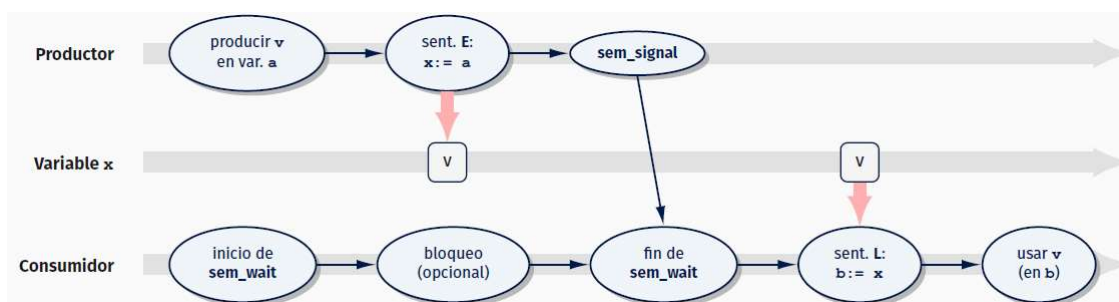 Productor
producir v
en var. a
sent. E:
x:= a
sem_signal
Variable x
v
v
Consumidor
inicio de
sem_wait
bloqueo
(opcional)
fin de
sem_wait
sent. L:
b:= x
usar v
(en b)